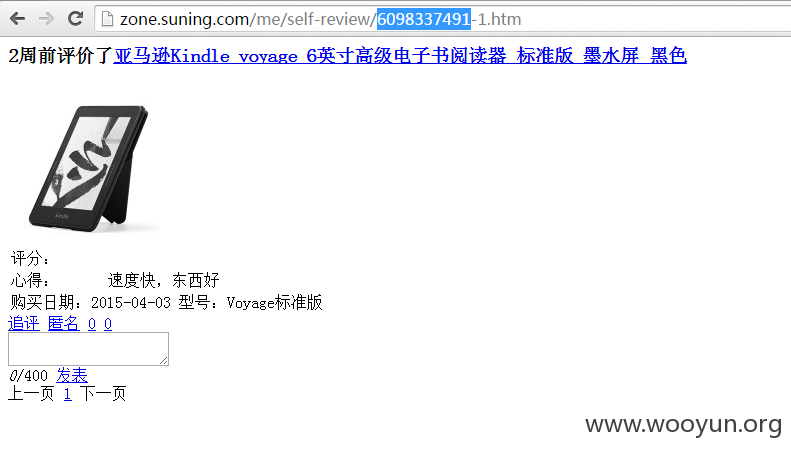 zone.suning.com/me/self-review/6098337491-1.htm
2周前评价了亚马逊Kindle voyage 6英寸高级电子书阅读器 标准版 墨水屏 黑色
kindle
评分:
心得: 速度快，东西好
购买日期: 2015-04-03 型号: Voyage标准版
追评 匿名 0 0
0/400 发表
上一页 1 下一页
www.wooyun.org